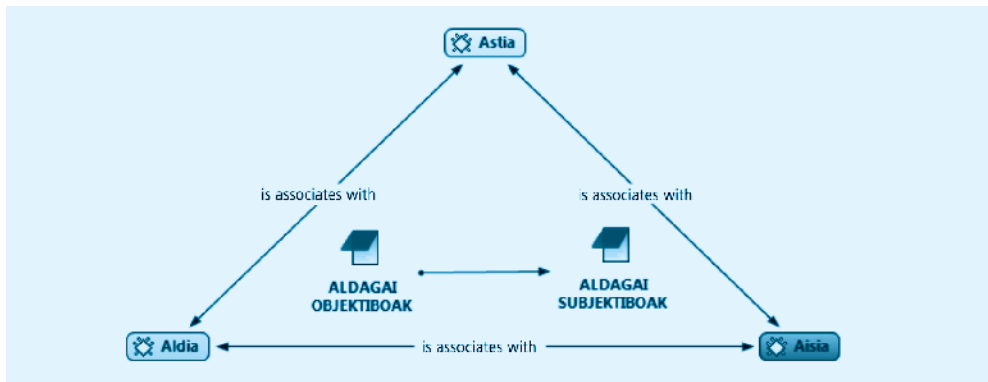 Astia
is associates with
is associates with
ALDAGAI
OBJEKTIBOAK
ALDAGAI
SUBJEKTIBOAK
Aldia
is associates with
Aisia